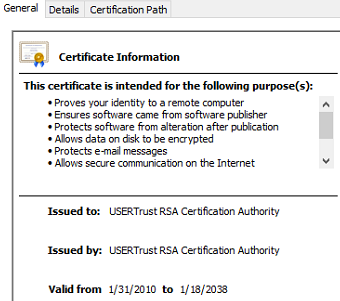 General Details Certification Path
Certificate Information
This certificate is intended for the following purpose(s):
• Proves your identity to a remote computer
• Ensures software came from software publisher
• Protects software from alteration after publication
• Allows data on disk to be encrypted
• Protects e-mail messages
• Allows secure communication on the Internet
Issued to: USERTrust RSA Certification Authority
Issued by: USERTrust RSA Certification Authority
Valid from 1/31/2010 to 1/18/2038